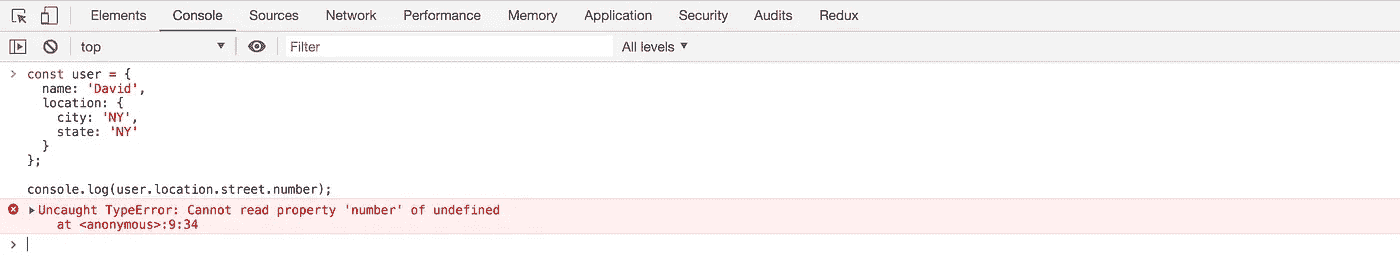 Elements Console Sources Network Performance Memory Application Security Audits Redux
top Filter All levels
const user = {
name: 'David',
location: {
city: 'NY',
state: 'NY'
}
};
console.log(user.location.street.number);
Uncaught TypeError: Cannot read property 'number' of undefined
at <anonymous>:9:34